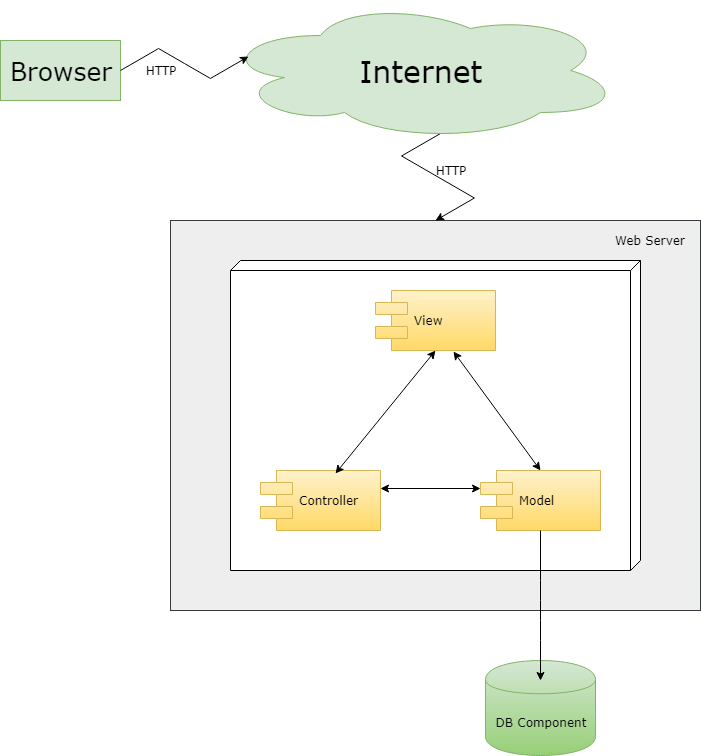 Browser
HTTP
Internet
HTTP
Web Server
View
Controller
Model
DB Component